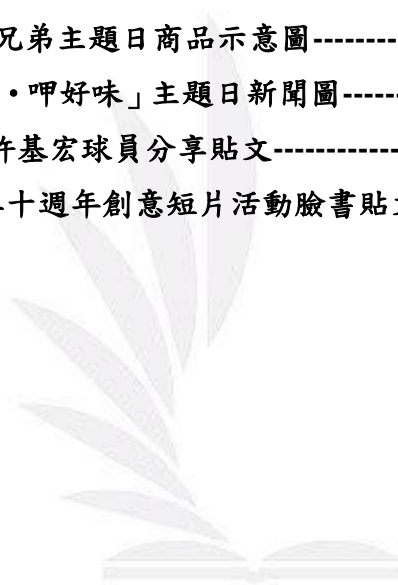 兄弟主題日商品示意圖--------
•呷好味」主題日新聞圖------
許基宏球員分享貼文------------
十週年創意短片活動臉書貼文